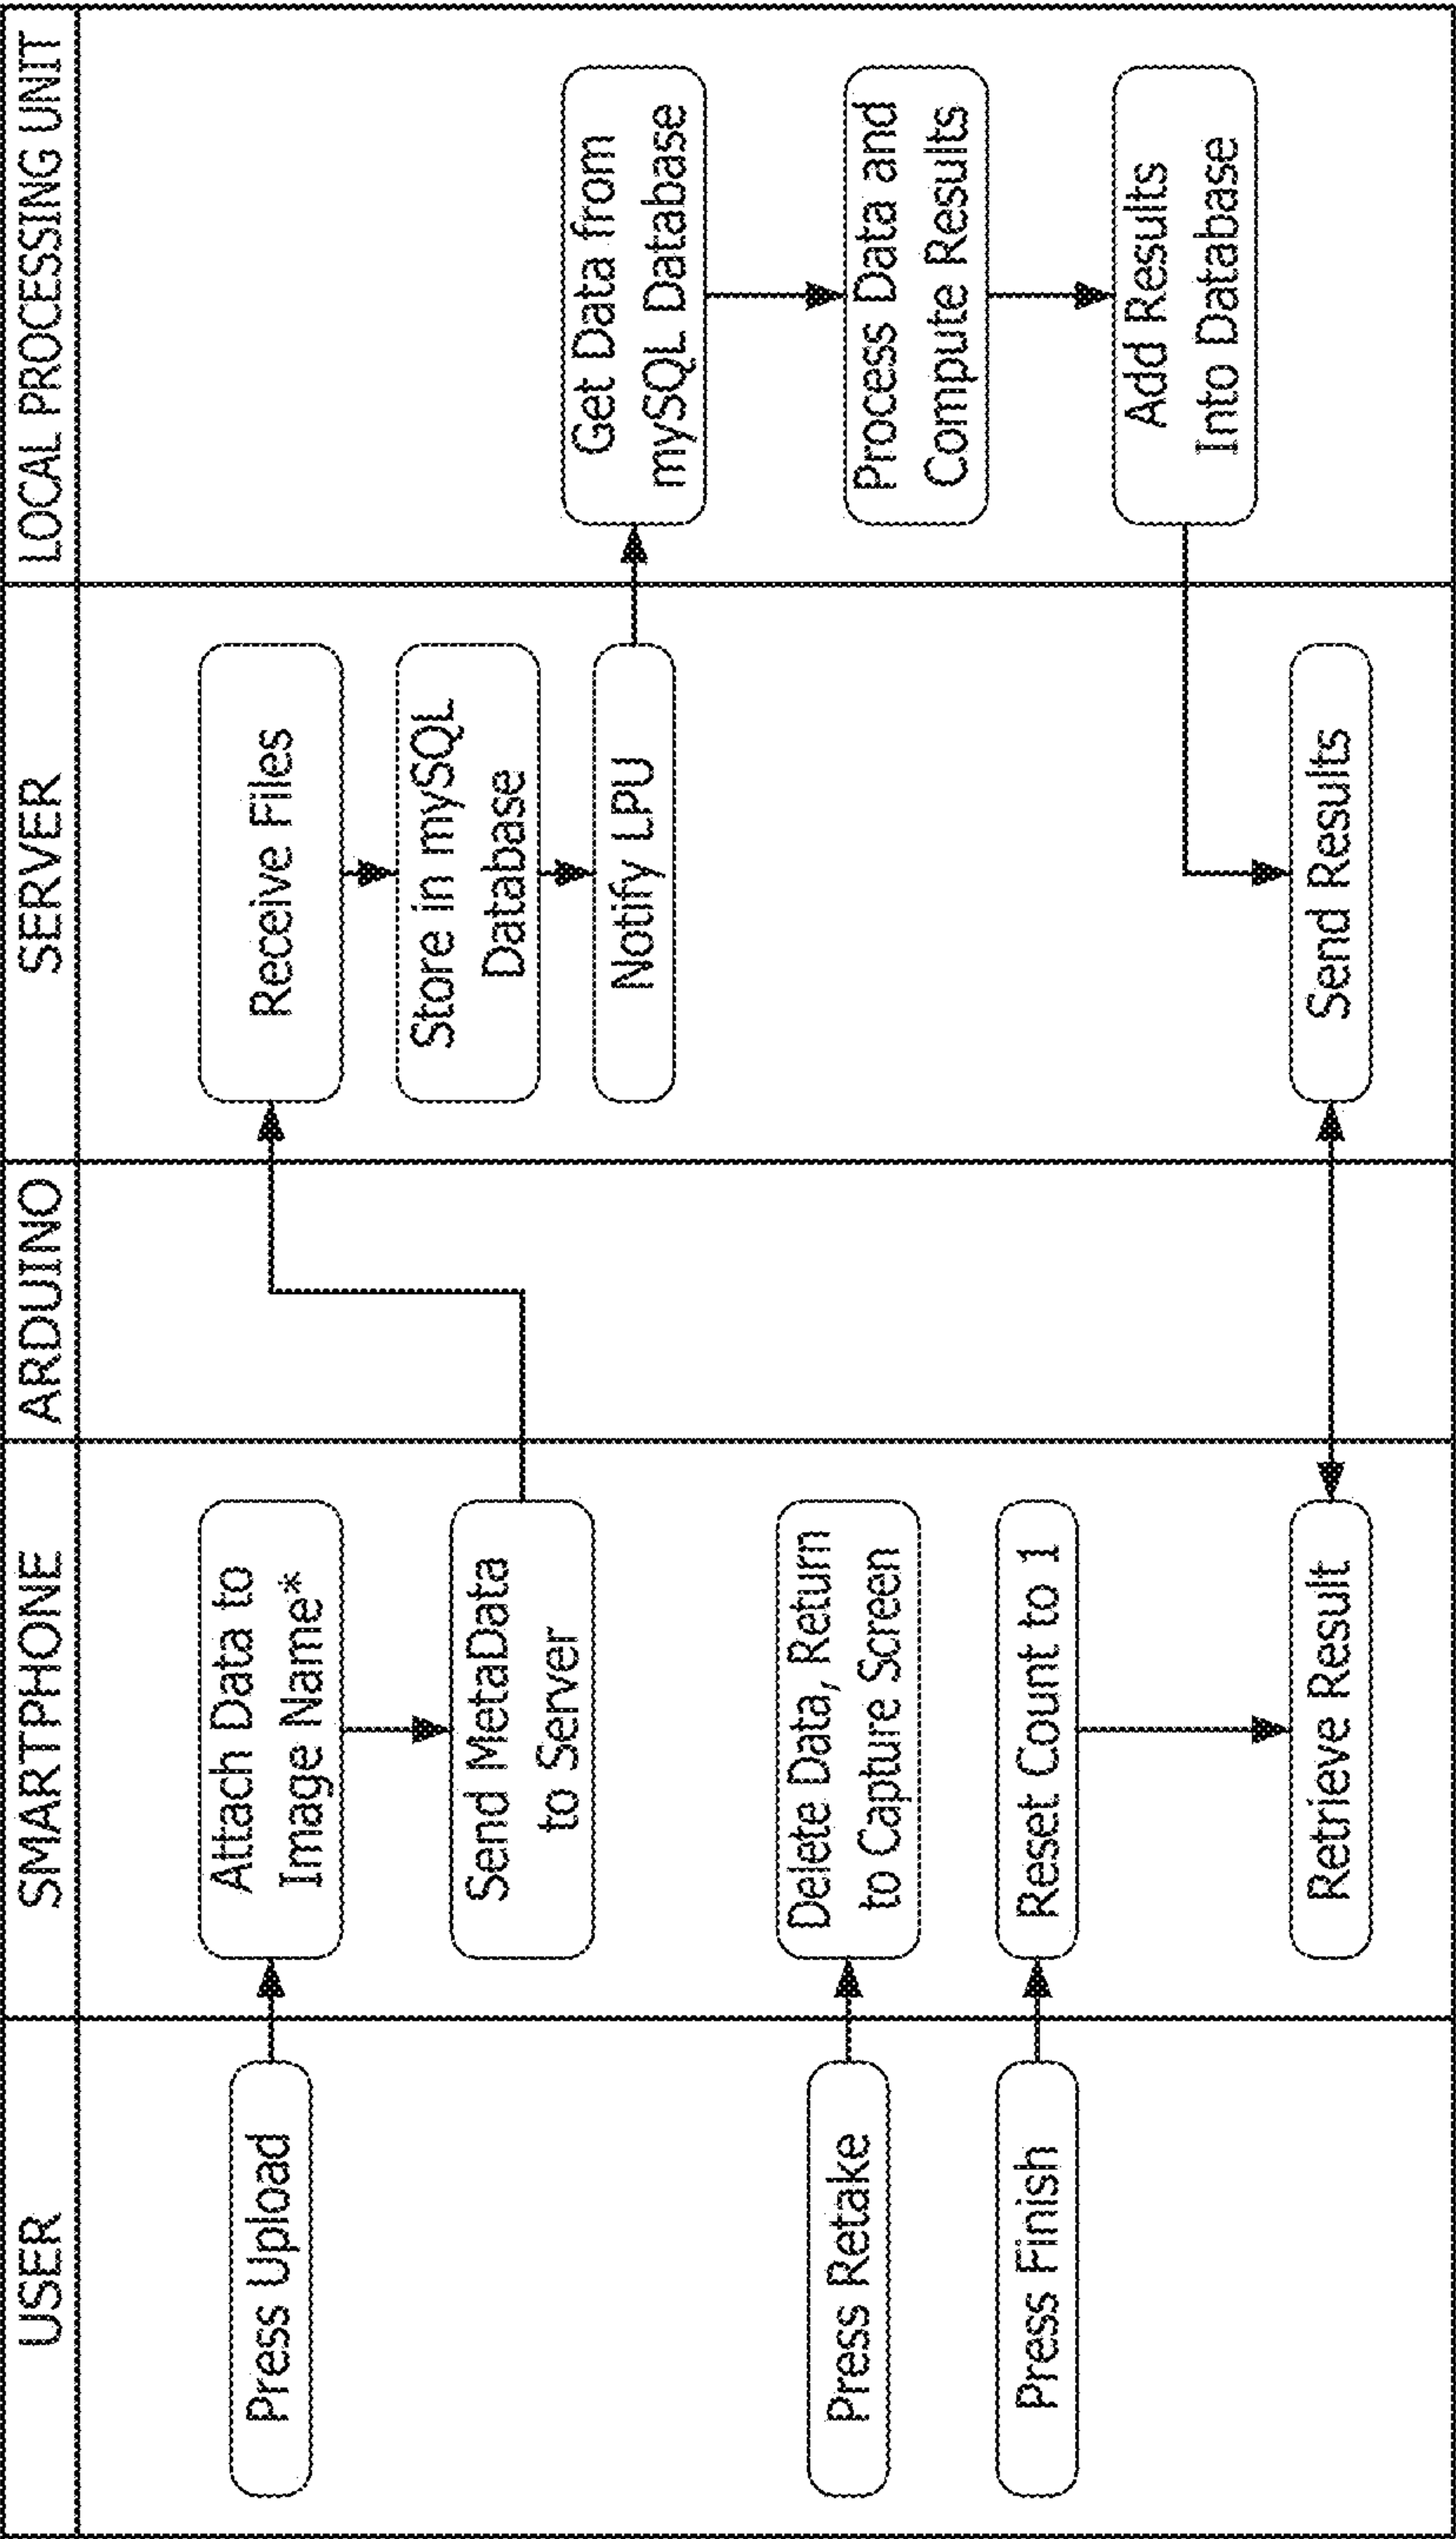 USER
SMARTPHONE
ARDUINO
SERVER
LOCAL PROCESSING UNIT
Press Upload
Attach Data to
Image Name*
Receive Files
Send MetaData
to Server
Store in mySQL
Database
Notify LPU
Get Data from
mySQL Database
Press Retake
Delete Data, Return
to Capture Screen
Process Data and
Compute Results
Press Finish
Reset Count to 1
Add Results
Into Database
Retrieve Result
Send Results